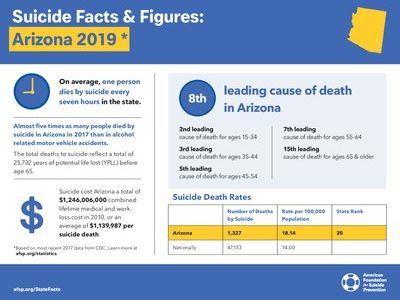 Suicide Facts & Figures:
Arizona 2019 *
On average, one person
dies by suicide every
seven hours in the state.
Almost five times as many people died by
suicide in Arizona in 2017 than in alcohol
related motor vehicle accidents.
The total deaths to suicide reflect a total of
25,732 years of potential life lost (YPLL) before
age 65.
$
Suicide cost Arizona a total of
$1,246,006,000 combined
lifetime medical and work
loss cost in 2010, or an
average of $1,139,987 per
suicide death
*Based on most recent 2017 data from CDC. Learn more at
afsp.org/statistics.
8th
leading cause of death
in Arizona
2nd leading
cause of death for ages 15-34
3rd leading
cause of death for ages 35-44
5th leading
cause of death for ages 45-54
7th leading
cause of death for ages 55-64
15th leading
cause of death for ages 65 & older
Suicide Death Rates
Number of Deaths
by Suicide
Rate per 100,000
Population
State Rank
Arizona 1,327 18.14 20
Nationally 47,173 14.00
afsp.org/StateFacts
American
Foundation
for Suicide
Prevention